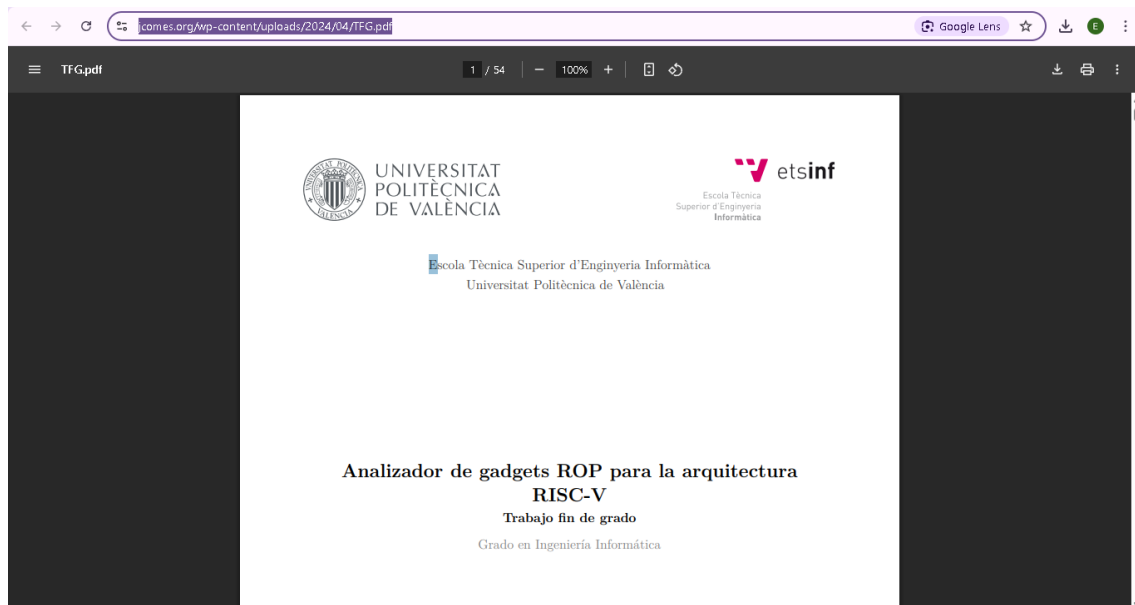 jcomes.org/wp-content/uploads/2024/04/TFG.pdf
Google Lens
E
TFG.pdf
1 / 54
100%
UNIVERSITAT
POLITÈCNICA
DE VALÈNCIA
etsinf
Escola Tècnica
Superior d'Enginyeria
Informàtica
Escola Tècnica Superior d'Enginyeria Informàtica
Universitat Politècnica de València
Analizador de gadgets ROP para la arquitectura
RISC-V
Trabajo fin de grado
Grado en Ingeniería Informática